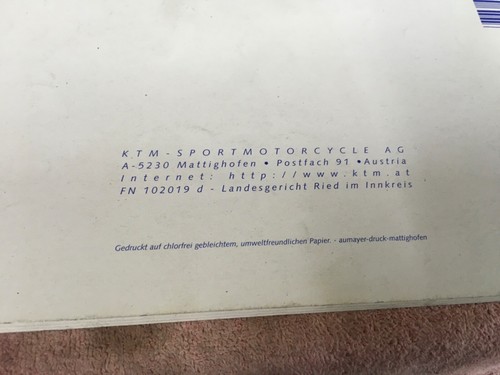 KTM-SPORTMOTORCYCLE AG
A-5230 Mattighofen • Postfach 91 •Austria
Internet: http://www.ktm.at
FN 102019 d - Landesgericht Ried im Innkreis
Gedruckt auf chlorfrei gebleichtem, umweltfreundlichen Papier. - aumayer-druck-mattighofen